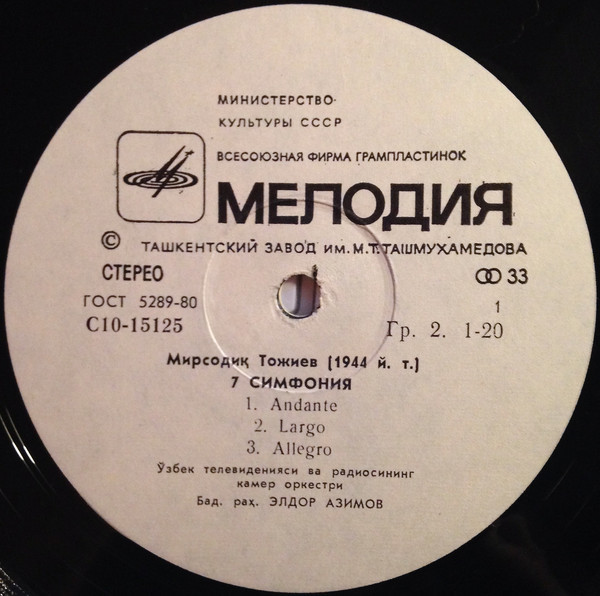 МИНИСТЕРСТВО
КУЛЬТУРЫ СССР
ВСЕСОЮЗНАЯ ФИРМА ГРАМПЛАСТИНОК
МЕЛОДИЯ
© ТАШКЕНТСКИЙ ЗАВОД ИМ. М.Т. ТАШМУХАМЕДОВА
СТЕРЕО 33
ГОСТ 5289-80 1
С10-15125 Гр. 2. 1-20
Мирсодиқ Тожиев (1944 й. т.)
7 СИМФОНИЯ
1. Andante
2. Largo
3. Allegro
Ўзбек телевиденияси ва радиосининг
камер оркестри
Бад. раҳ. ЭЛДОР АЗИМОВ